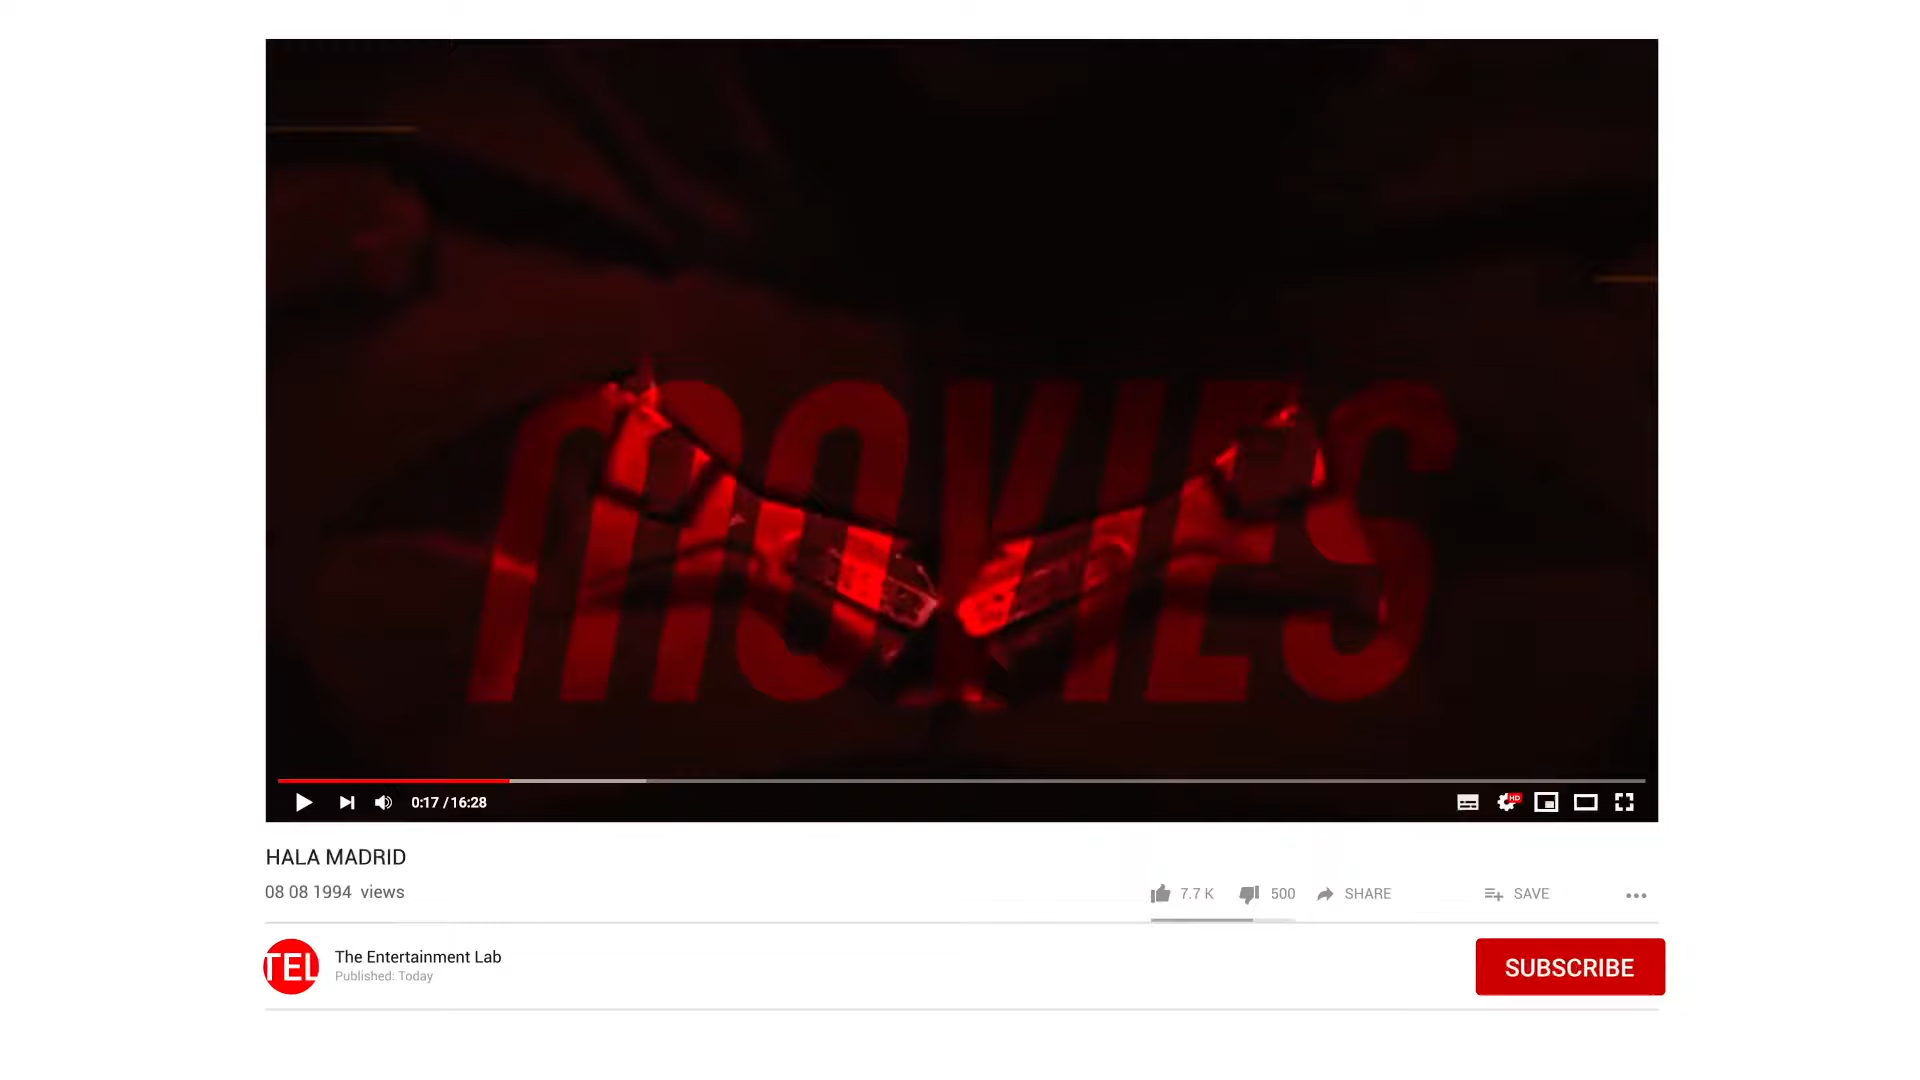 MOVIES
0:17 / 16:28
HD
HALA MADRID
08 08 1994 views
7.7 K 500 SHARE SAVE
TEL
The Entertainment Lab
Published: Today
SUBSCRIBE